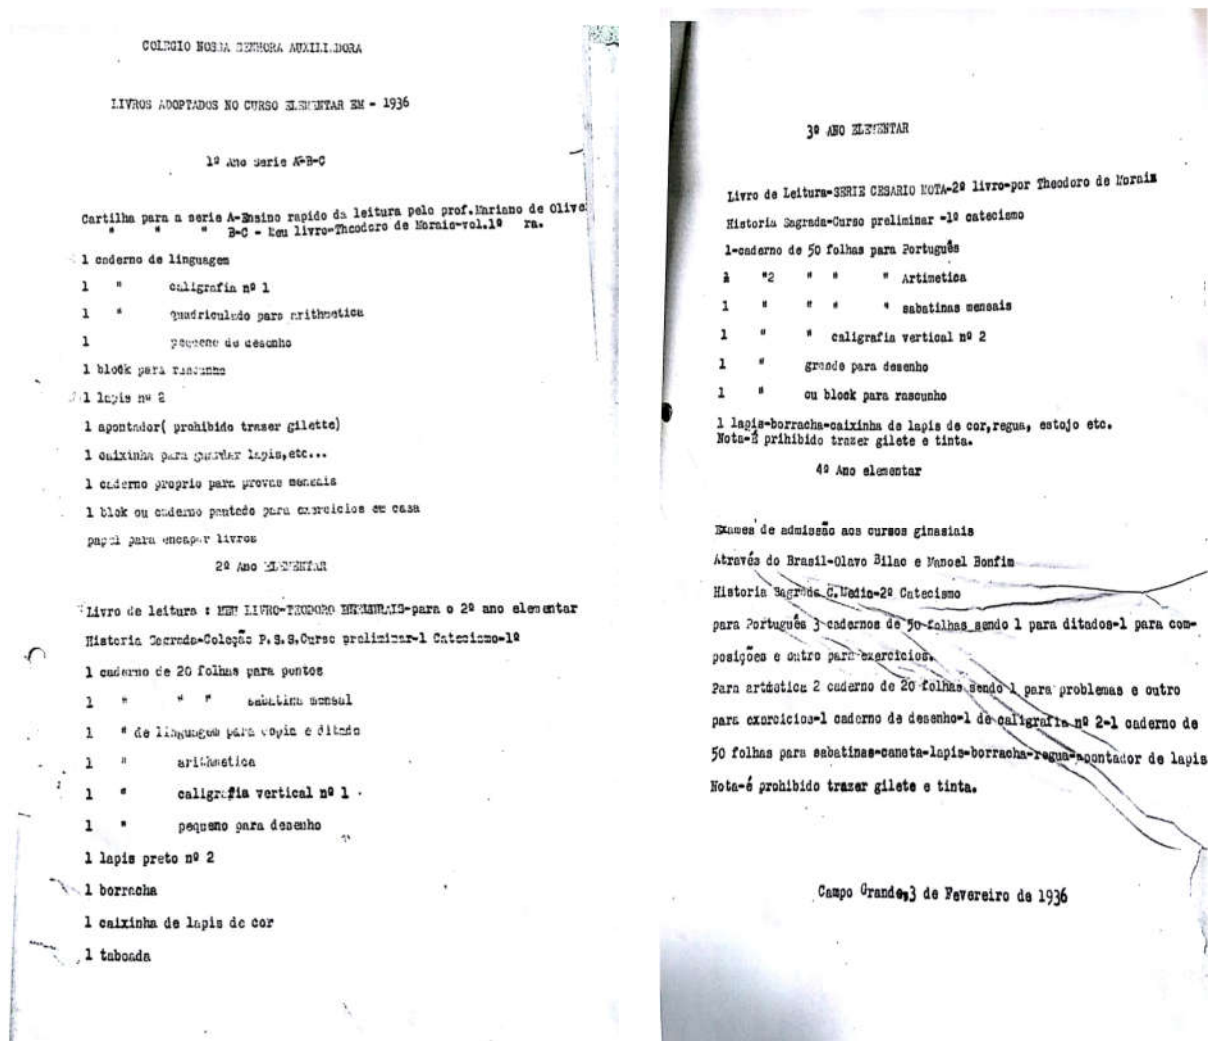 COLEGIO NOSSA SENHORA AUXILIADORA
LIVROS ADOPTADOS NO CURSO ELEMENTAR EM - 1936
1º Ano serie A-B-C
Cartilha para a serie A-Ensino rapido da leitura pelo prof.Mariano de Olivei
" " " B-C - Meu livro-Theodoro de Morais-vol.1º ra.
1 caderno de linguagem
1 " caligrafia nº 1
1 " quadriculado para arithmetica
1 pequeno de desenho
1 block para rascunho
1 lapis nº 2
1 apontador( prohibido trazer gilette)
1 caixinha para guardar lapis,etc...
1 caderno proprio para provas mensais
1 blok ou caderno pautado para exercicios em casa
papel para encapar livros
2º Ano ELEMENTAR
Livro de leitura : MEU LIVRO-TEODORO -para o 2º ano elementar
Historia Sagrada-Coleção P.S.S.Curso preliminar-1 Catecismo-1º
1 caderno de 20 folhas para pontos
1 " " " sabatina mensal
1 " de linguagem para copia e ditado
1 " arithmetica
1 " caligrafia vertical nº 1
1 " pequeno para desenho
1 lapis preto nº 2
1 borracha
1 caixinha de lapis de cor
1 taboada
3º ANO ELEMENTAR
Livro de Leitura-SERIE CESARIO MOTA-2º livro-por Theodoro de Morais
Historia Sagrada-Curso preliminar -1º catecismo
1-caderno de 50 folhas para Português
1 "2 " " " Artimetica
1 " " " " sabatinas mensais
1 " " caligrafia vertical nº 2
1 " grande para desenho
1 " ou block para rascunho
1 lapis-borracha-caixinha de lapis de cor,regua, estojo etc.
Nota-É prihibido trazer gilete e tinta.
4º Ano elementar
Exames de admissão aos cursos ginasiais
Através do Brasil-Olavo Bilac e Manoel Bonfim
Historia Sagrada C.Medio-2º Catecismo
para Português 3 cadernos de 50 folhas sendo 1 para ditados-1 para com-
posições e outro para exercicios.
Para artmetica 2 caderno de 20 folhas sendo 1 para problemas e outro
para exercicios-1 caderno de desenho-1 de caligrafia nº 2-1 caderno de
50 folhas para sabatinas-caneta-lapis-borracha-regua-apontador de lapis
Nota-é prohibido trazer gilete e tinta.
Campo Grande,3 de Fevereiro de 1936